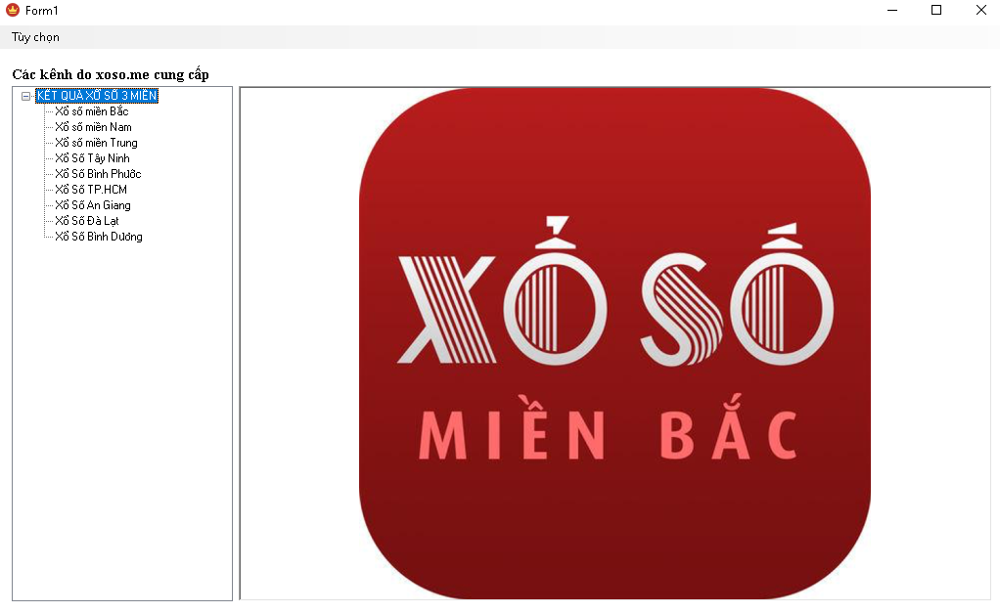 Form1
Tùy chọn
Các kênh do xoso.me cung cấp
KẾT QUẢ XỔ SỐ 3 MIỀN
Xổ số miền Bắc
Xổ số miền Nam
Xổ số miền Trung
Xổ Số Tây Ninh
Xổ Số Bình Phước
Xổ Số TP.HCM
Xổ Số An Giang
Xổ Số Đà Lạt
Xổ Số Bình Dương
XỔ SỐ
MIỀN BẮC